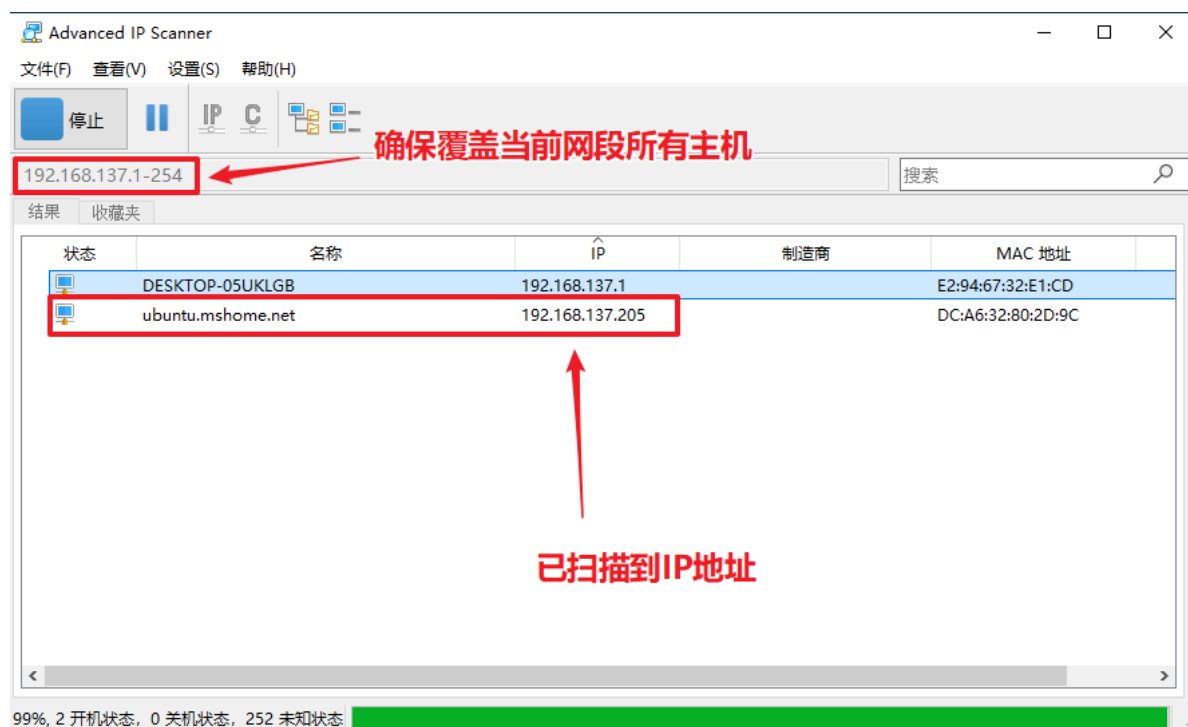 Advanced IP Scanner
文件(F) 查看(V) 设置(S) 帮助(H)
停止 IP C
确保覆盖当前网段所有主机
192.168.137.1-254 搜索
结果 收藏夹
状态 名称 IP 制造商 MAC 地址
DESKTOP-05UKLGB 192.168.137.1 E2:94:67:32:E1:CD
ubuntu.mshome.net 192.168.137.205 DC:A6:32:80:2D:9C
已扫描到IP地址
99%, 2 开机状态, 0 关机状态, 252 未知状态